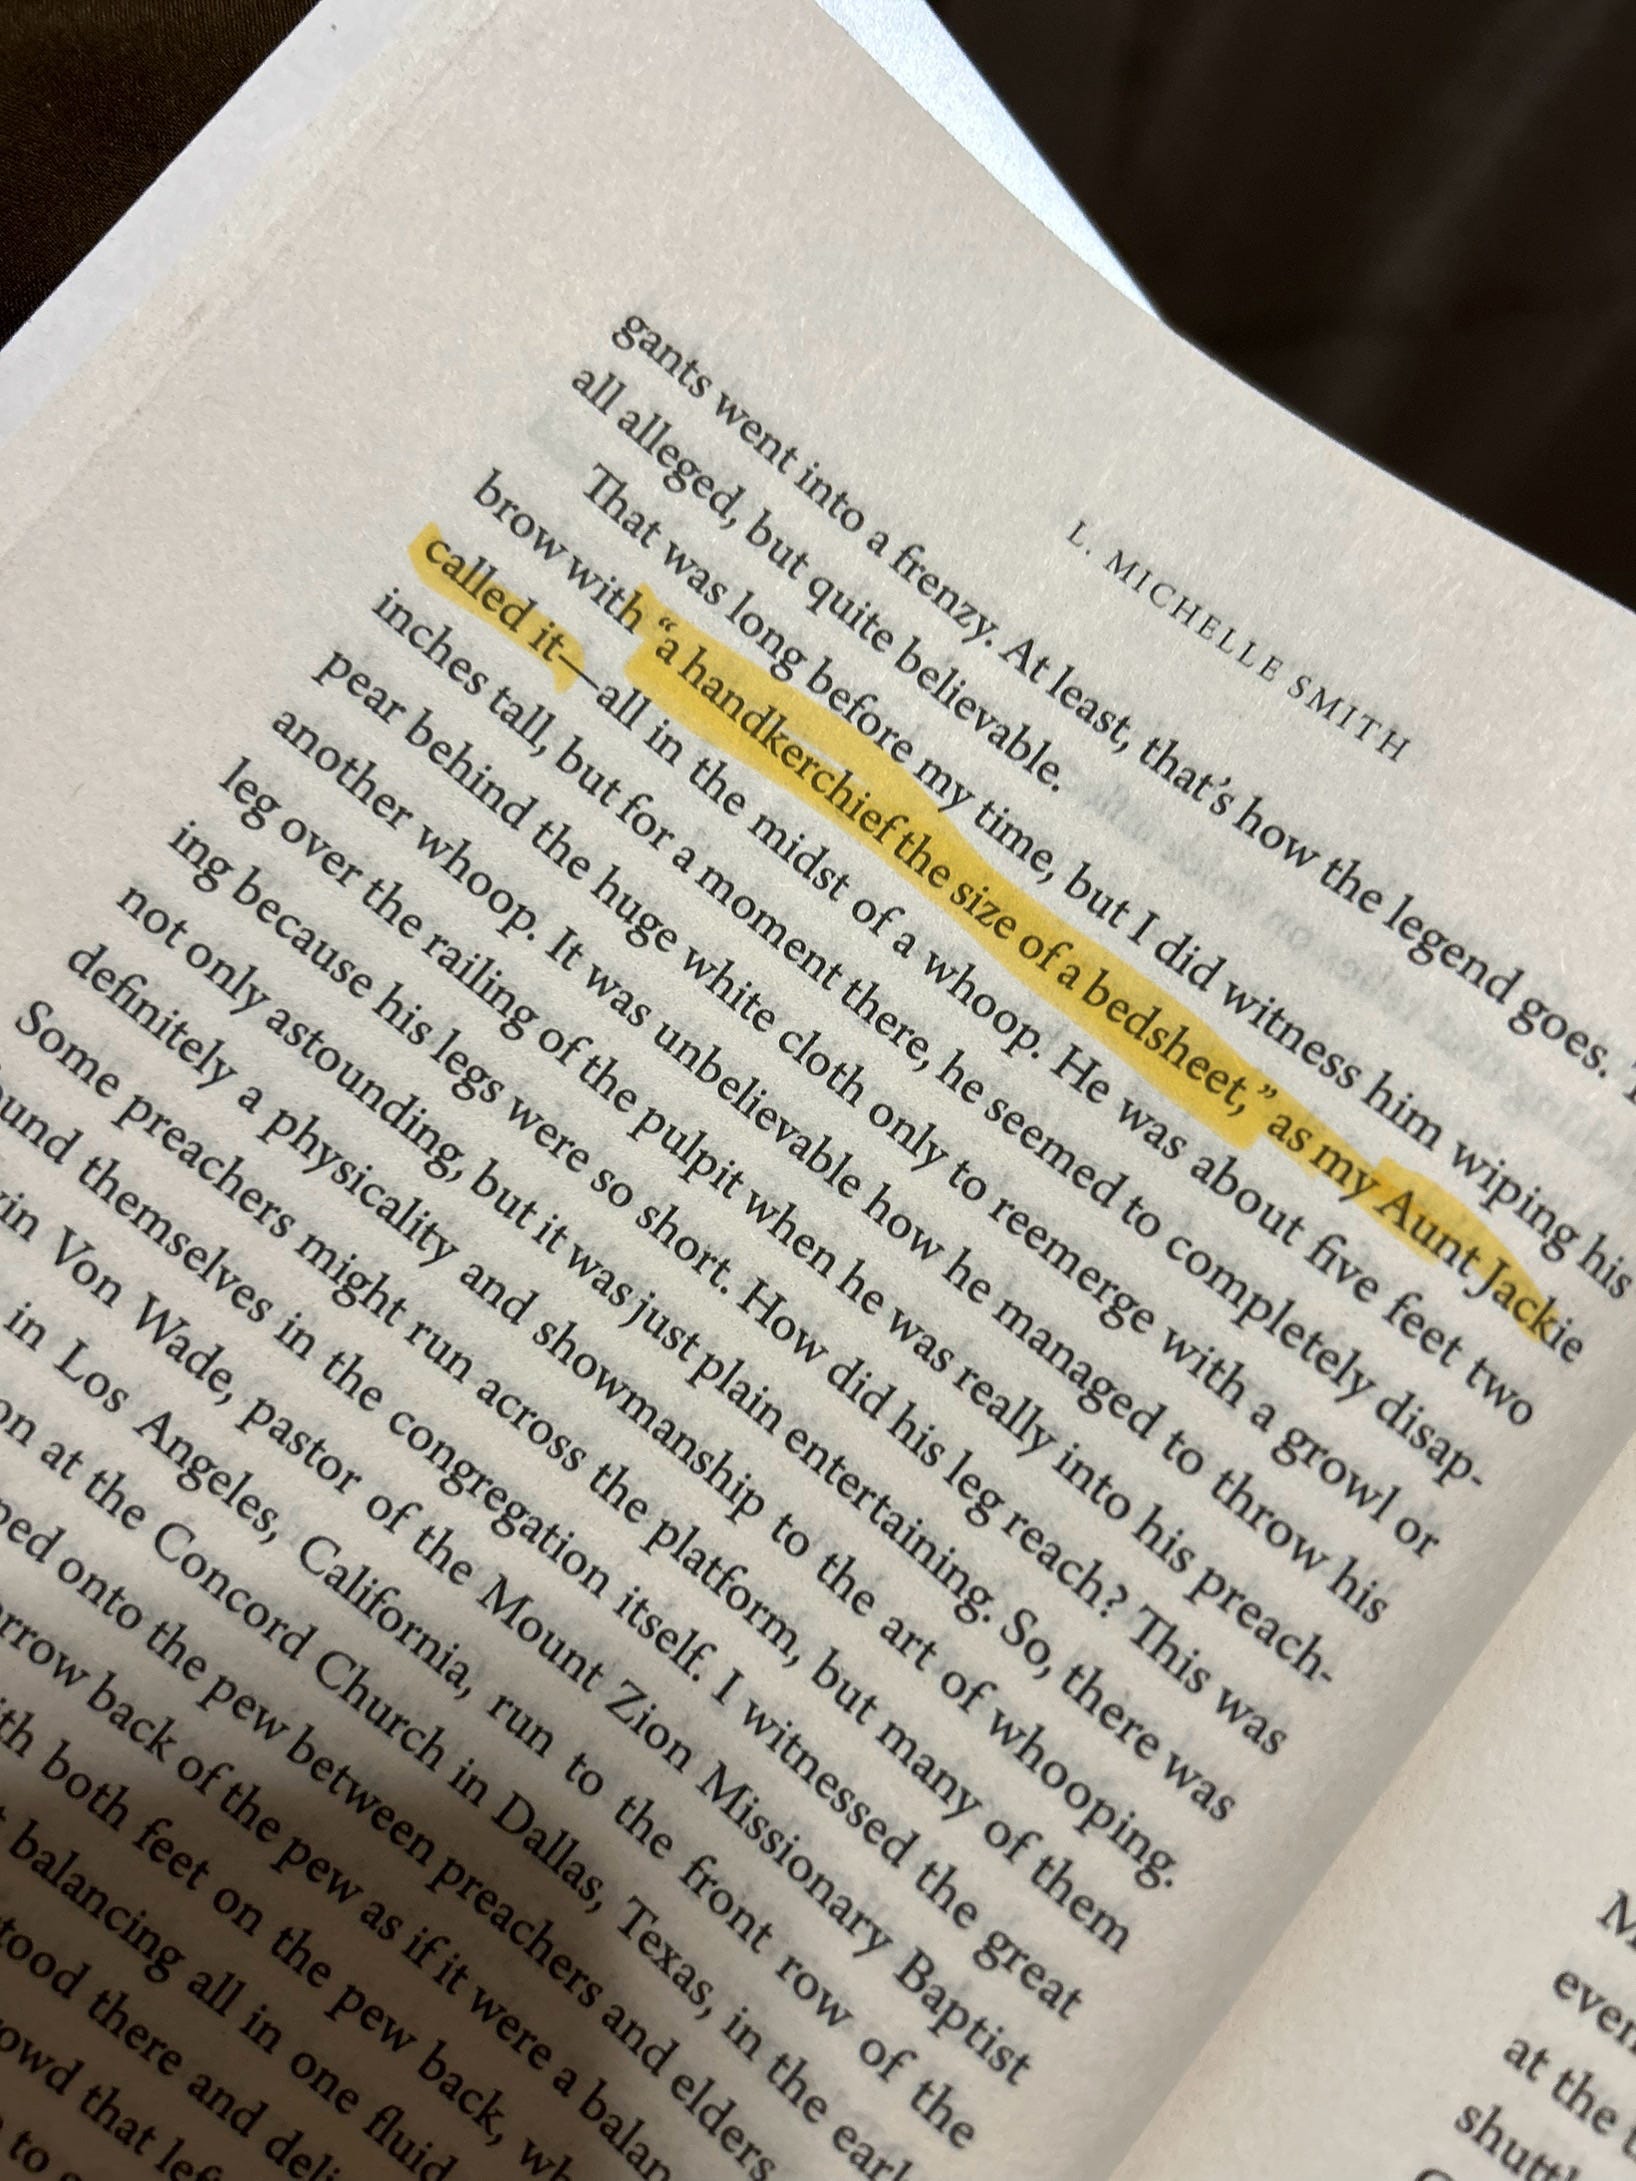 L. MICHELLE SMITH
gants went into a frenzy. At least, that's how the legend goes.
all alleged, but quite believable.
That was long before my time, but I did witness him wiping his
brow with “a handkerchief the size of a bedsheet,” as my Aunt Jackie
called it—all in the midst of a whoop. He was about five feet two
inches tall, but for a moment there, he seemed to completely disap-
pear behind the huge white cloth only to reemerge with a growl or
another whoop. It was unbelievable how he managed to throw his
leg over the railing of the pulpit when he was really into his preach-
ing because his legs were so short. How did his leg reach? This was
not only astounding, but it was just plain entertaining. So, there was
definitely a physicality and showmanship to the art of whooping.
Some preachers might run across the platform, but many of them
themselves in the congregation itself. I witnessed the great
Von Wade, pastor of the Mount Zion Missionary Baptist
in Los Angeles, California, run to the front row of the
at the Concord Church in Dallas, Texas, in the
onto the pew between preachers and elders
back of the pew as if it were a
both feet on the pew back,
balancing all in one fluid
there and
that
to
at the